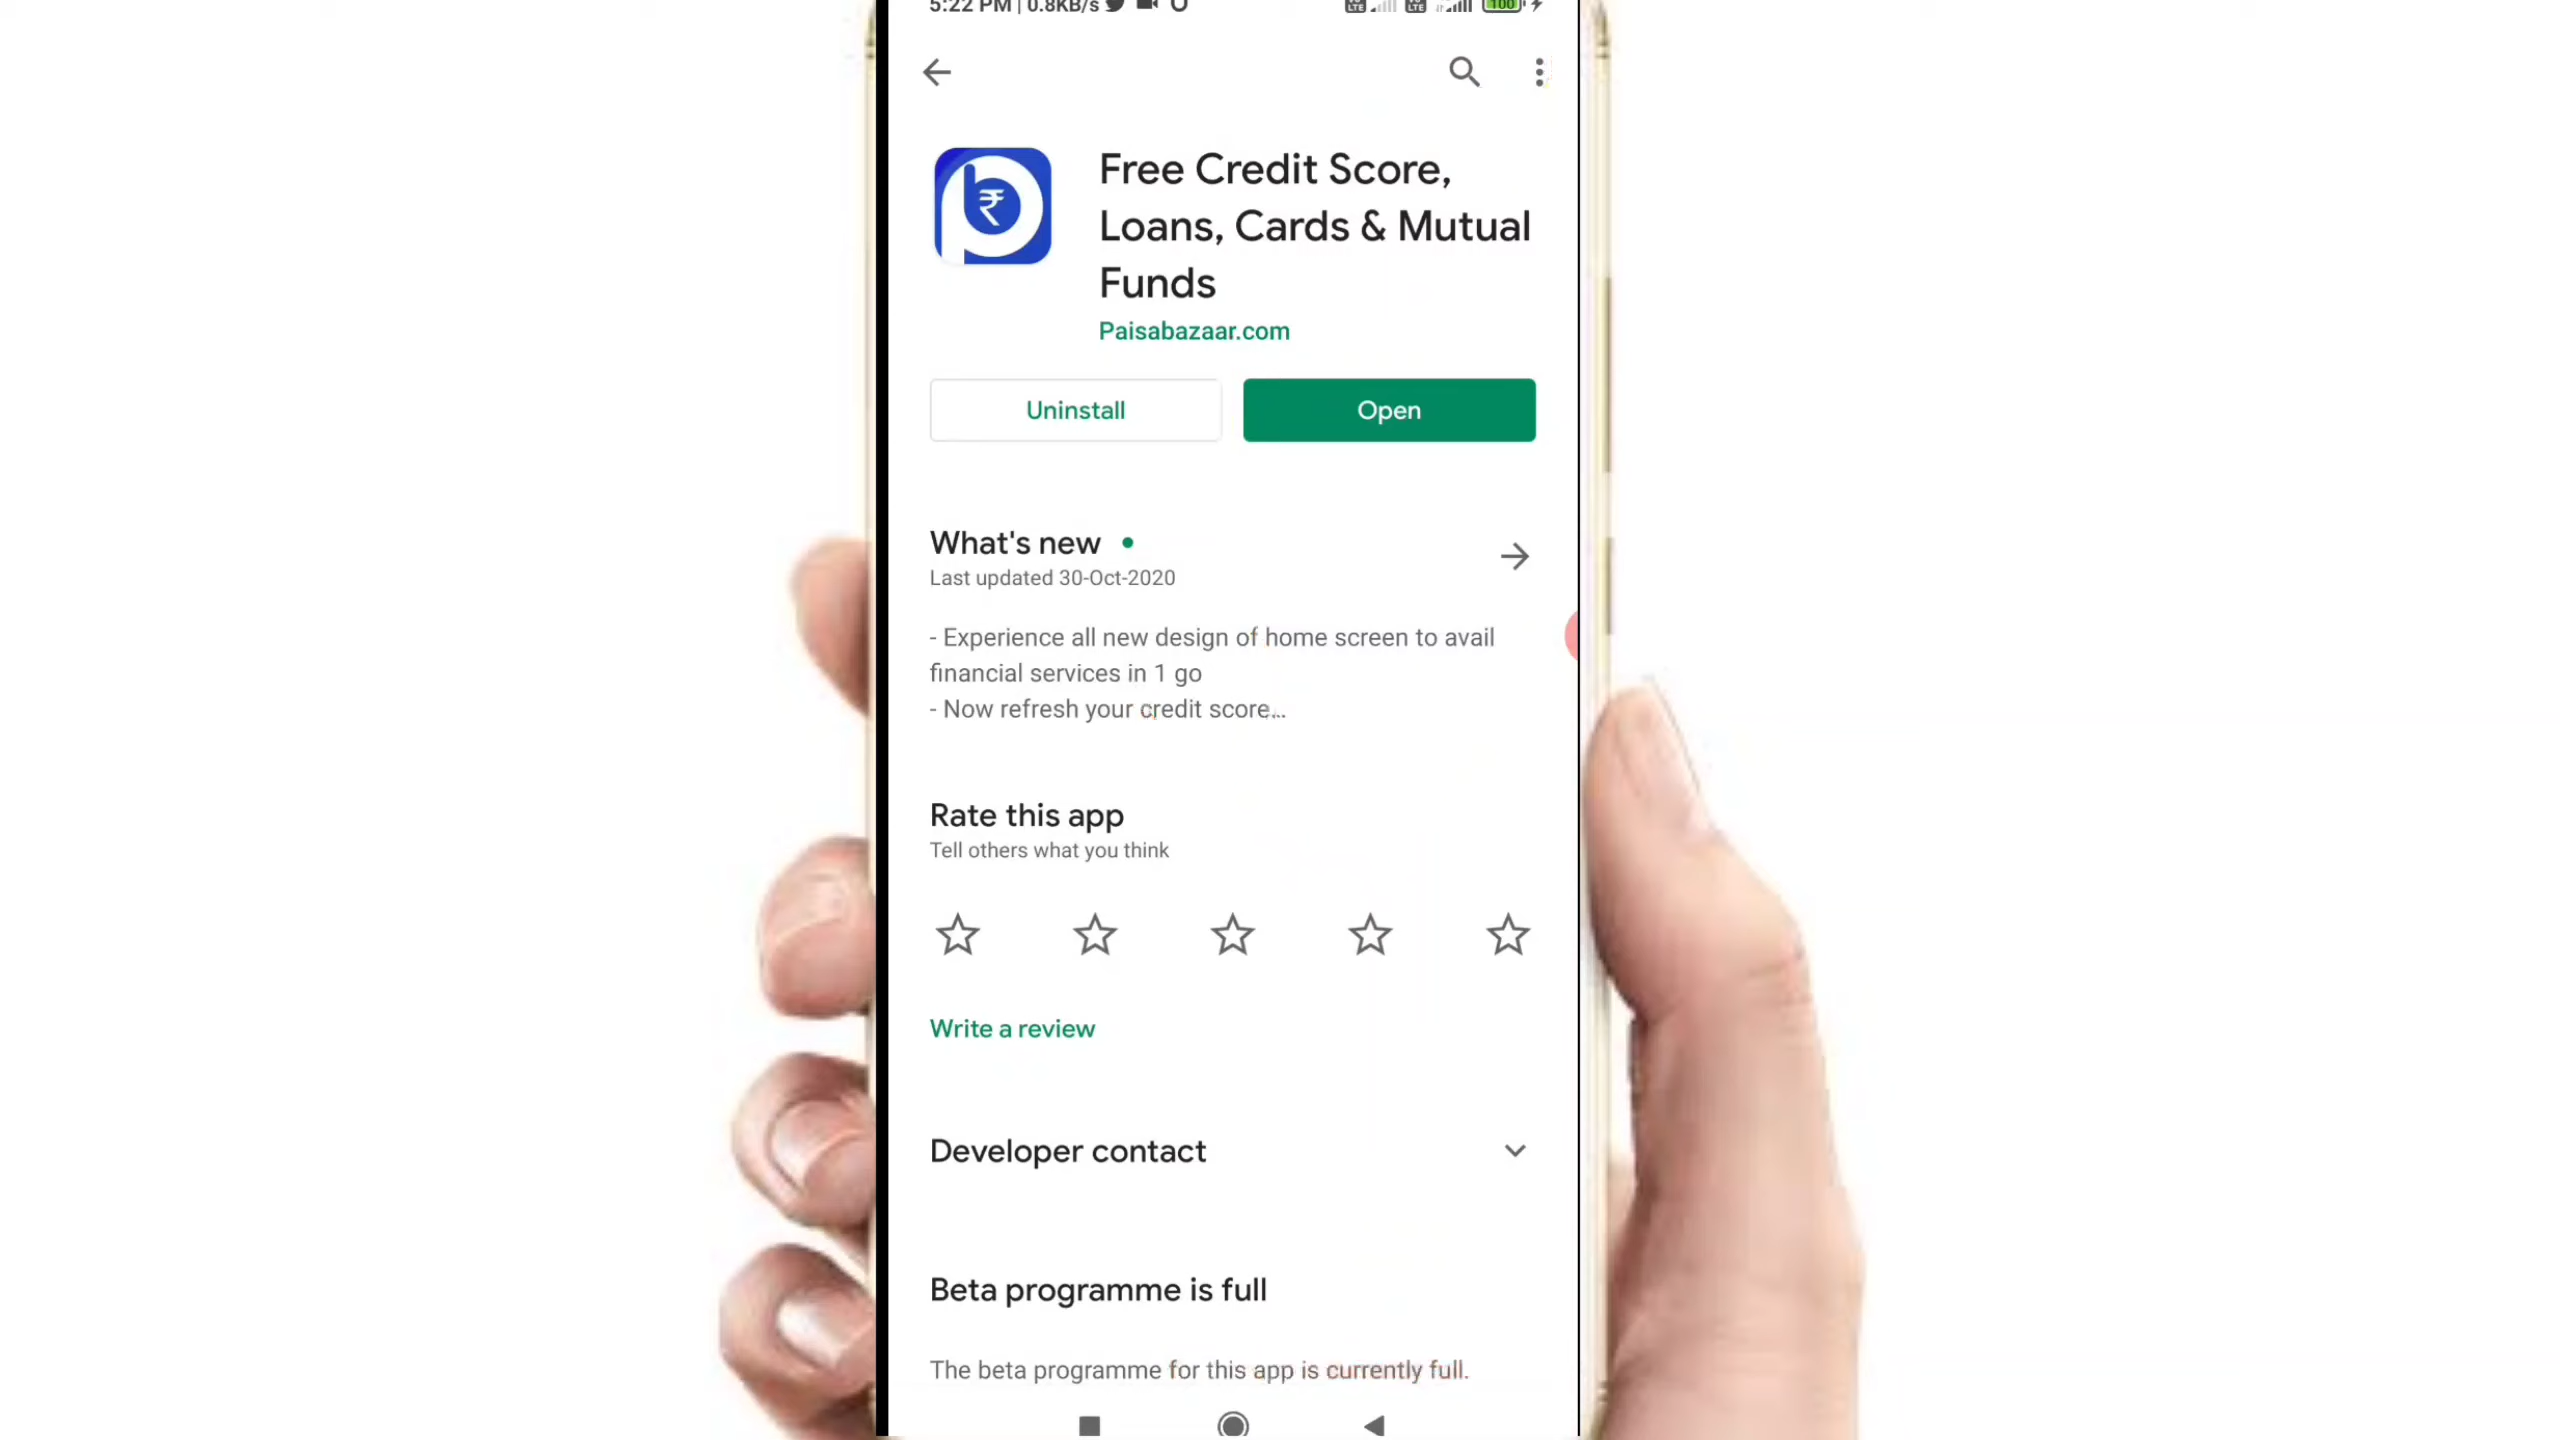 5:22 PM | 0.8KB/s
100
Free Credit Score,
Loans, Cards & Mutual
Funds
Paisabazaar.com
Uninstall
Open
What's new
Last updated 30-Oct-2020
- Experience all new design of home screen to avail
financial services in 1 go
- Now refresh your credit score...
Rate this app
Tell others what you think
Write a review
Developer contact
Beta programme is full
The beta programme for this app is currently full.